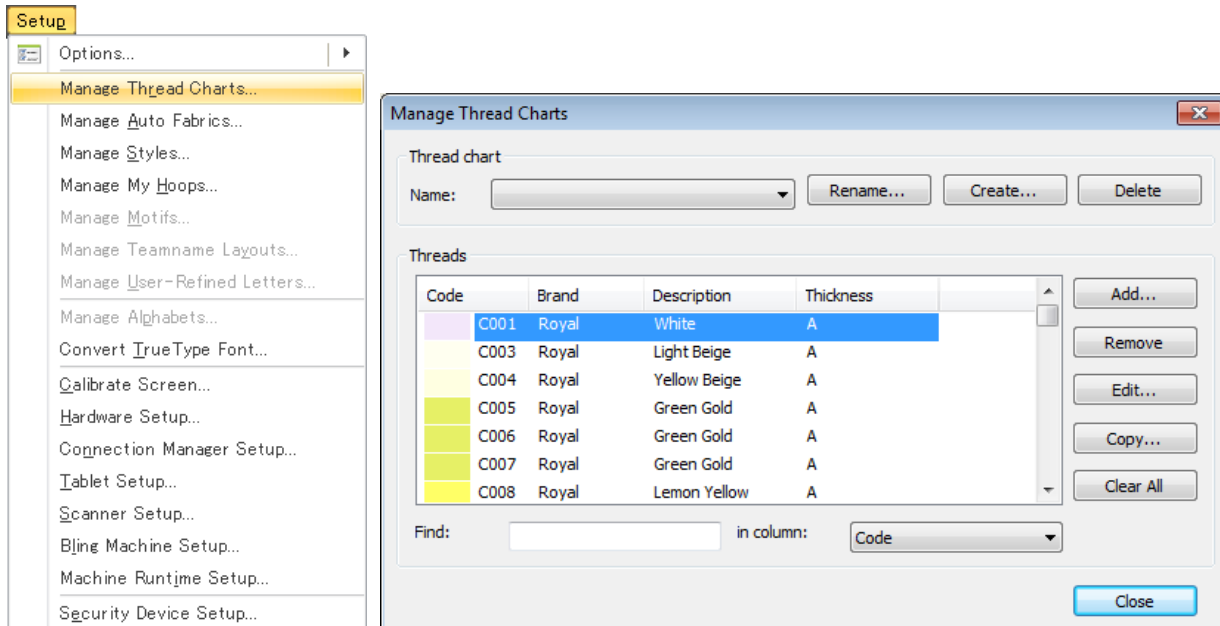 Setup
Options...
Manage Thread Charts...
Manage Auto Fabrics...
Manage Styles...
Manage My Hoops...
Manage Motifs...
Manage Teamname Layouts...
Manage User-Refined Letters...
Manage Alphabets...
Convert TrueType Font...
Calibrate Screen...
Hardware Setup...
Connection Manager Setup...
Tablet Setup...
Scanner Setup...
Bling Machine Setup...
Machine Runtime Setup...
Security Device Setup...
Manage Thread Charts
Thread chart
Name: Rename... Create... Delete
Threads
Code Brand Description Thickness
C001 Royal White A
C003 Royal Light Beige A
C004 Royal Yellow Beige A
C005 Royal Green Gold A
C006 Royal Green Gold A
C007 Royal Green Gold A
C008 Royal Lemon Yellow A
Add...
Remove
Edit...
Copy...
Clear All
Find: in column: Code
Close